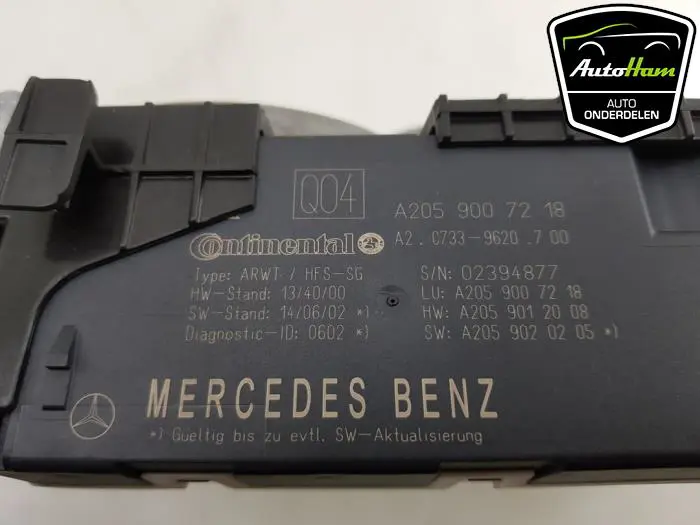 AutoHam
AUTO
ONDERDELEN
Q04
A205 900 72 18
Continental
A2.C733-9620.700
Type: ARWT / HFS-SG
S/N: 02394877
HW-Stand: 13/40/00
LU: A205 900 72 18
SW-Stand: 14/06/02 *)
HW: A205 901 20 08
Diagnostic-ID: 0602 *)
SW: A205 902 02 05 *)
MERCEDES BENZ
*) Gueltig bis zu evtl. SW-Aktualisierung